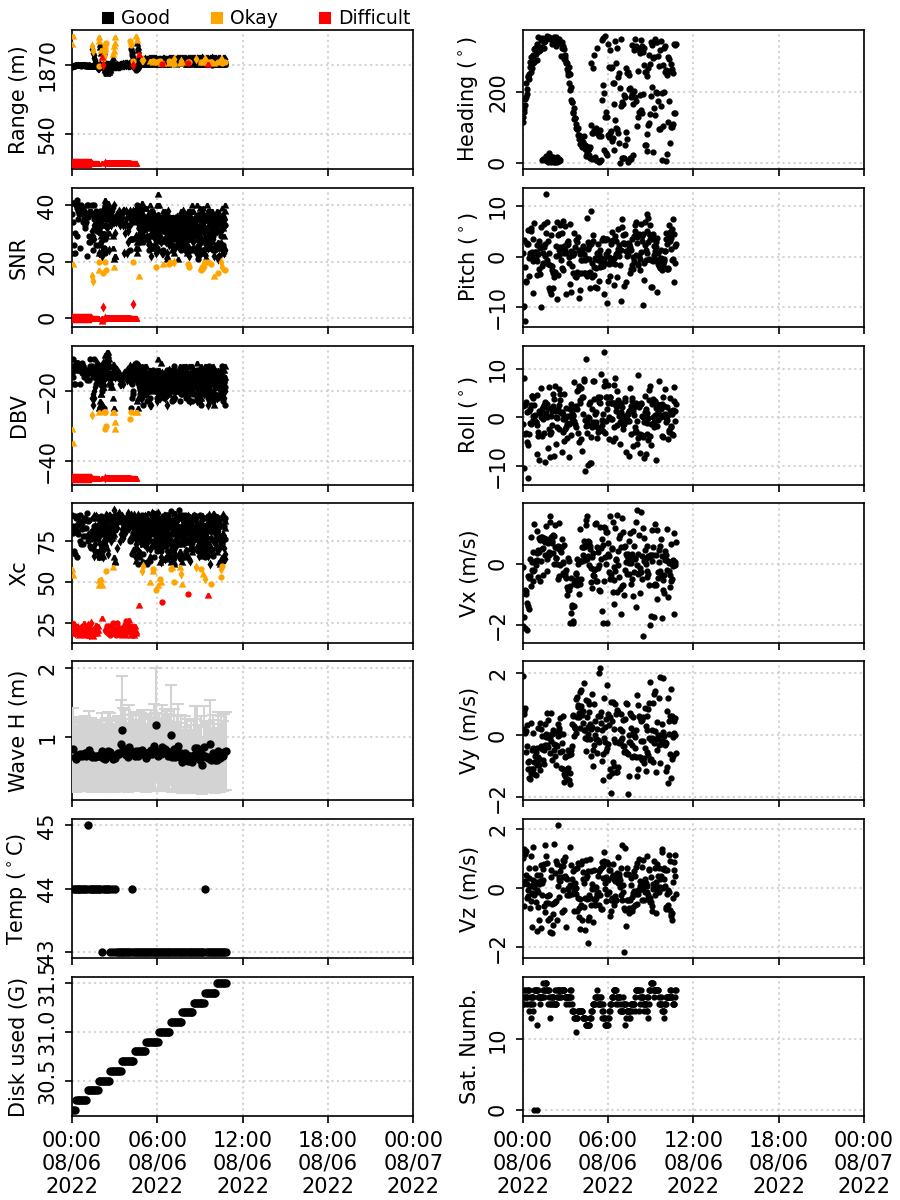 Good Okay Difficult
Range (m)
1870
540
Heading (°)
200
0
SNR
40
20
0
Pitch (°)
10
0
−10
DBV
−20
−40
Roll (°)
10
0
−10
Xc
75
50
25
Vx (m/s)
0
−2
Wave H (m)
2
1
Vy (m/s)
2
0
−2
Temp (°C)
45
44
43
Vz (m/s)
2
0
−2
Disk used (G)
31.5
31.0
30.5
Sat. Numb.
10
0
00:00 06:00 12:00 18:00 00:00
08/06 08/06 08/06 08/06 08/07
2022 2022 2022 2022 2022
00:00 06:00 12:00 18:00 00:00
08/06 08/06 08/06 08/06 08/07
2022 2022 2022 2022 2022